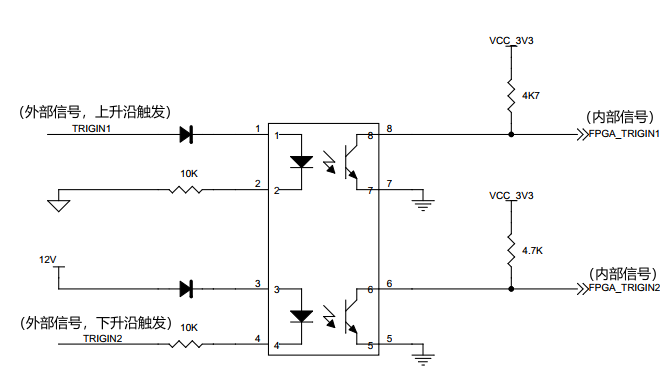 VCC_3V3
4K7
(外部信号，上升沿触发)
TRIGIN1
1
1
8
8
(内部信号)
FPGA_TRIGIN1
10K
2
2
7
7
VCC_3V3
4.7K
12V
3
3
6
6
(内部信号)
FPGA_TRIGIN2
(外部信号，下升沿触发)
TRIGIN2
10K
4
4
5
5